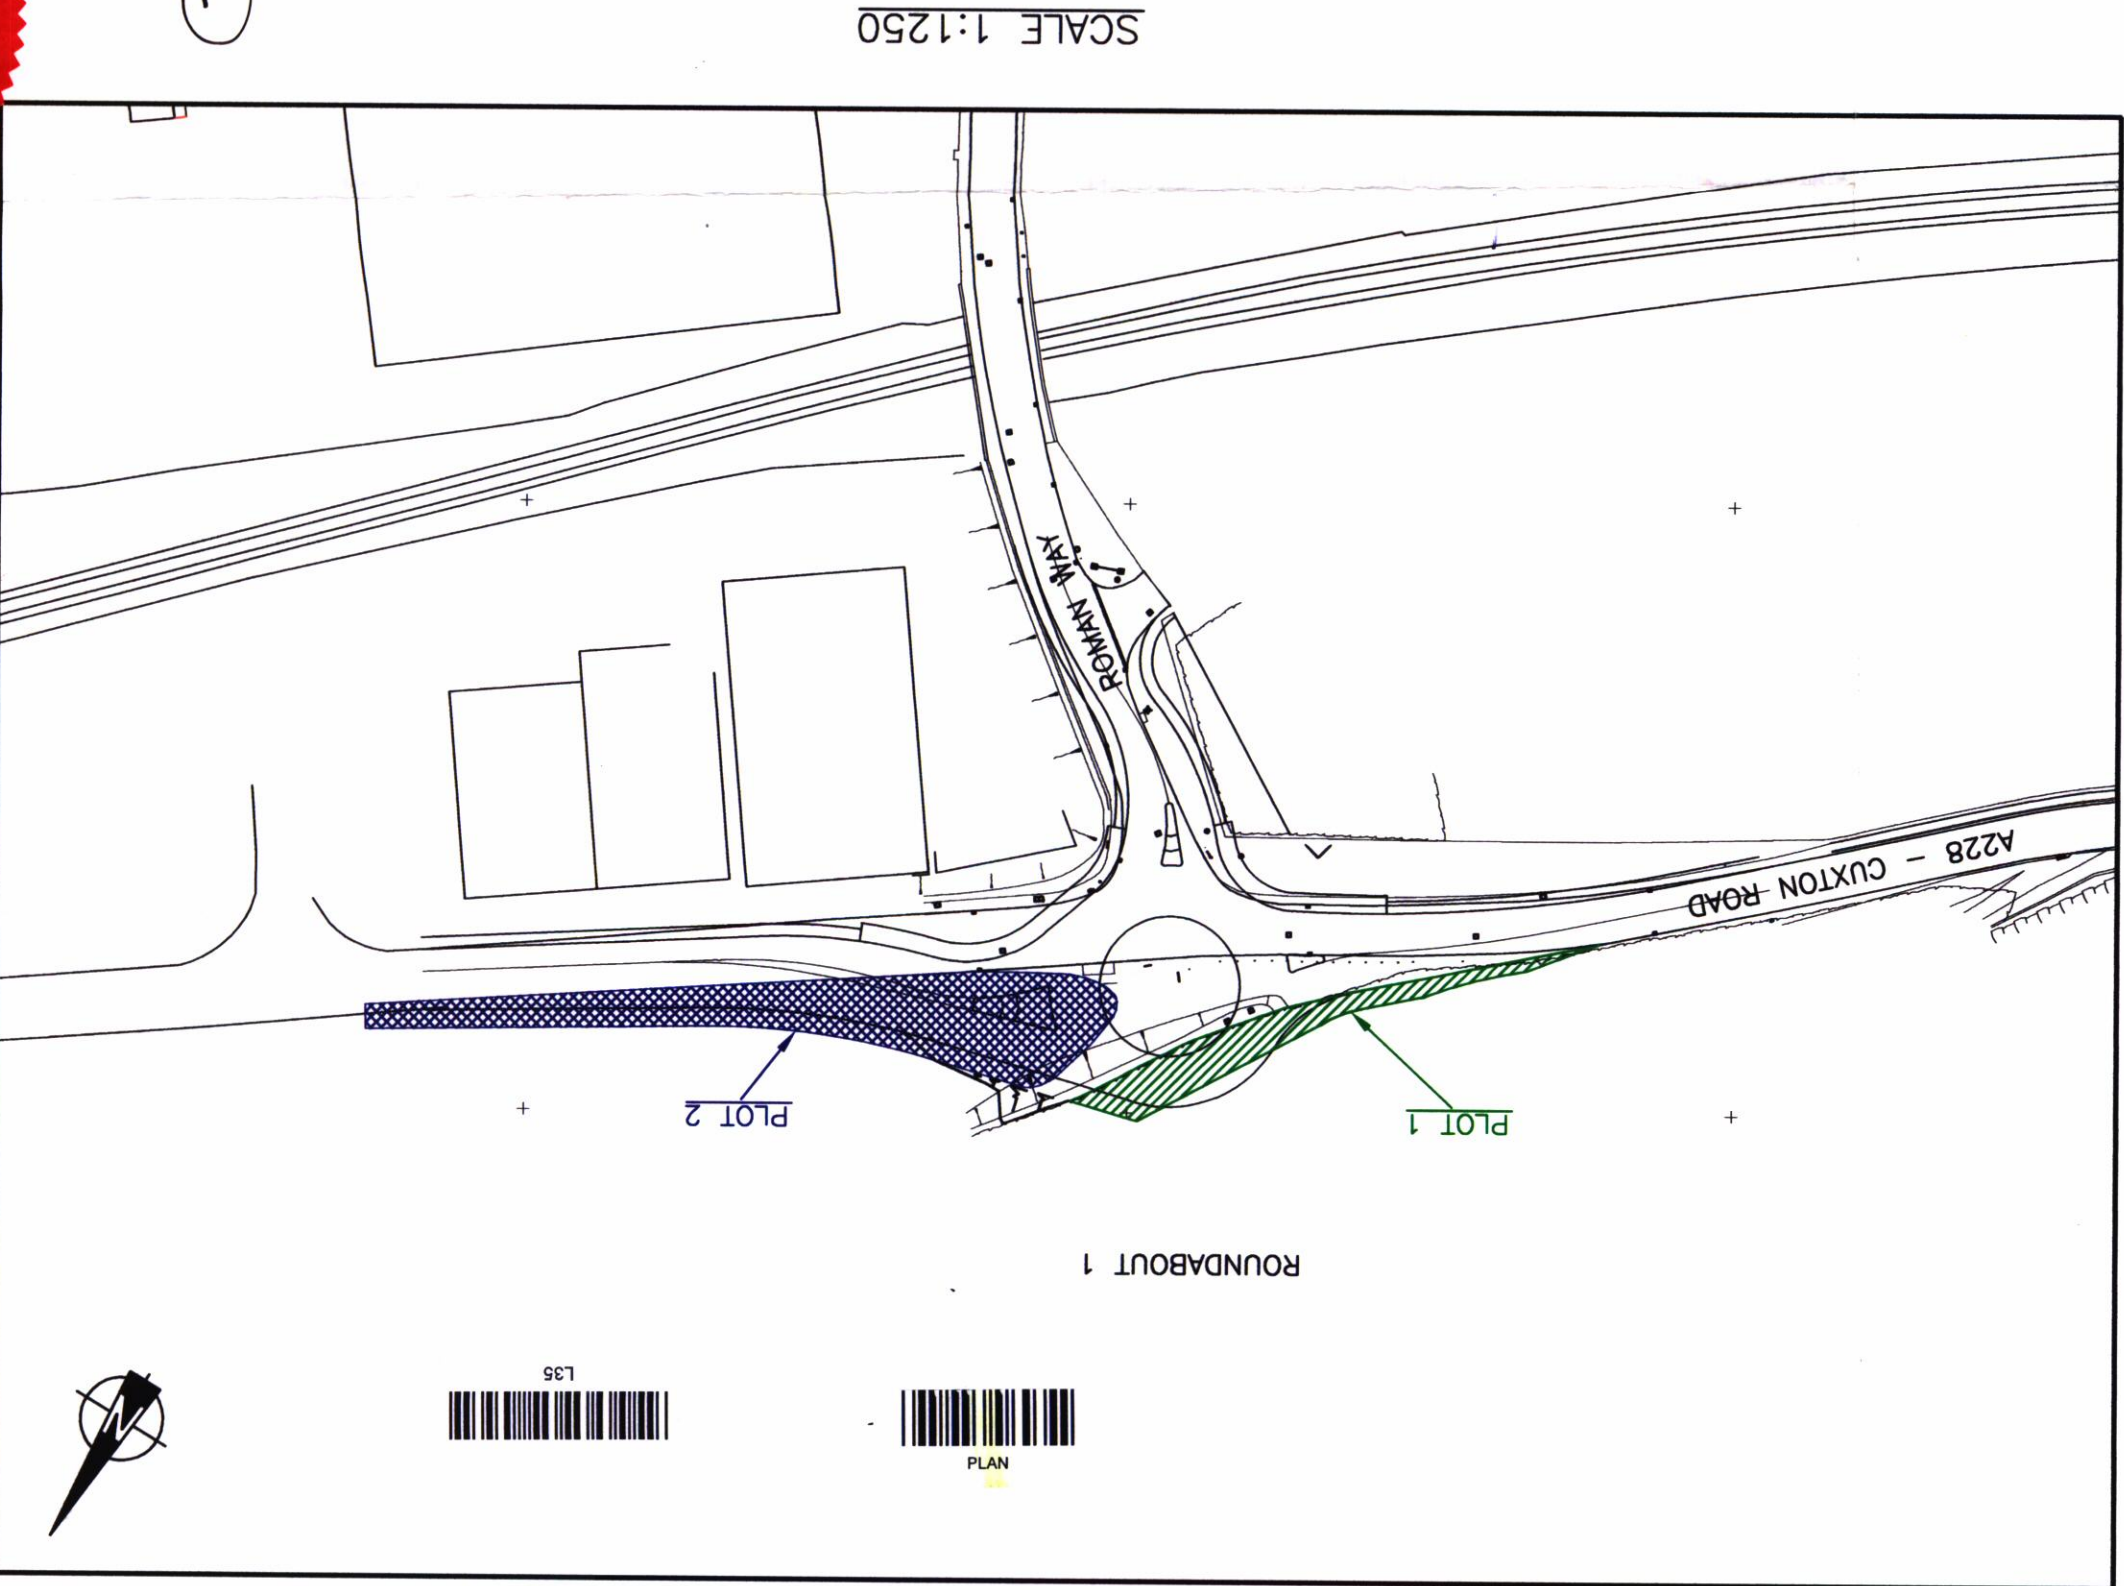 L35
PLAN
ROUNDABOUT 1
PLOT 1
PLOT 2
A228 - CUXTON ROAD
ROMAN WAY
SCALE 1:1250
N